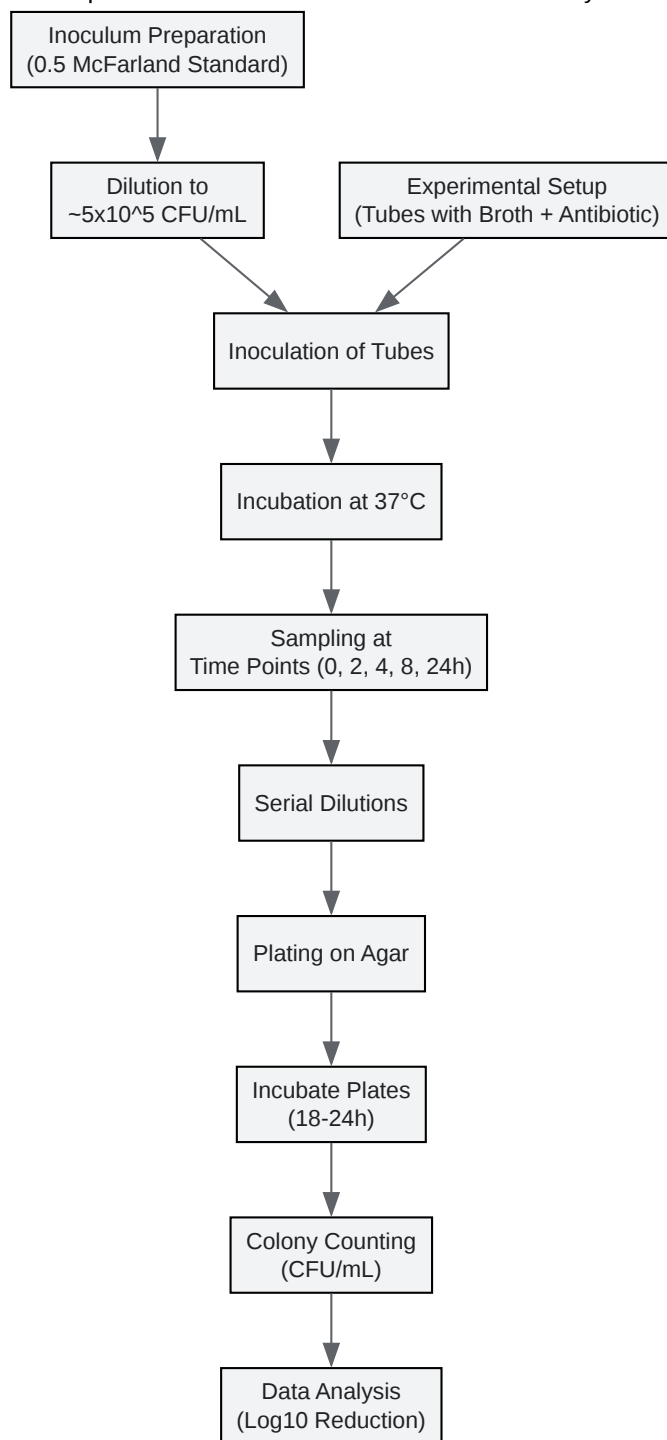 Inoculum Preparation
(0.5 McFarland Standard)
Dilution to
~5x10^5 CFU/mL
Experimental Setup
(Tubes with Broth + Antibiotic)
Inoculation of Tubes
Incubation at 37°C
Sampling at
Time Points (0, 2, 4, 8, 24h)
Serial Dilutions
Plating on Agar
Incubate Plates
(18-24h)
Colony Counting
(CFU/mL)
Data Analysis
(Log10 Reduction)